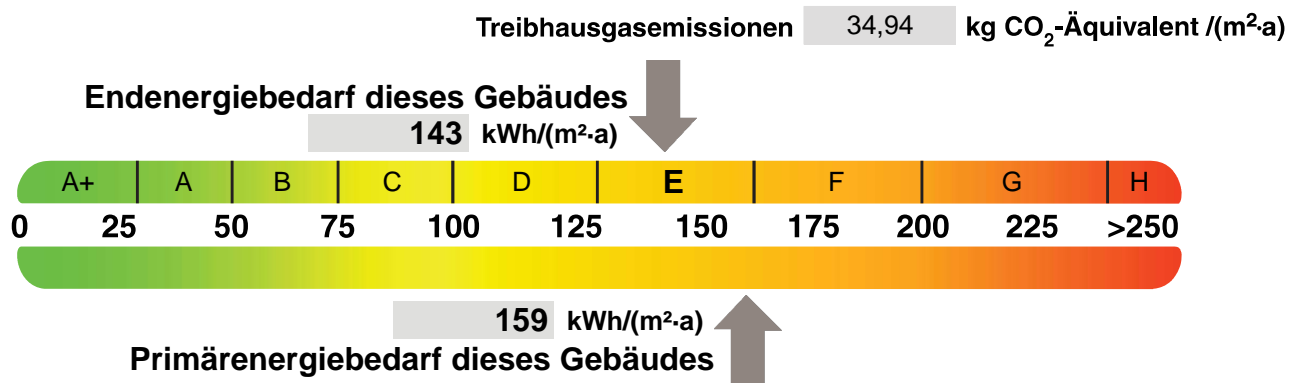 Treibhausgasemissionen 34,94 kg CO₂-Äquivalent /(m²·a)
Endenergiebedarf dieses Gebäudes
143 kWh/(m²·a)
A+ A B C D E F G H
0 25 50 75 100 125 150 175 200 225 >250
159 kWh/(m²·a)
Primärenergiebedarf dieses Gebäudes